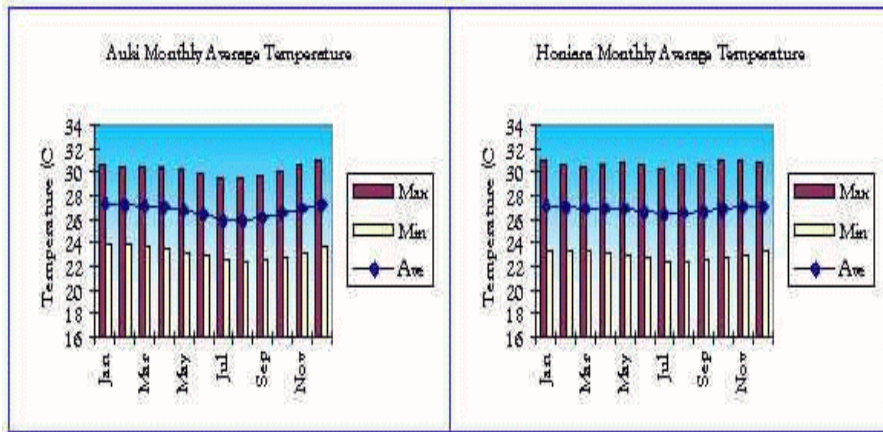 Auki Monthly Average Temperature
Temperature (C
34
32
30
28
26
24
22
20
18
16
Jan
Mar
May
Jul
Sep
Nov
Max
Min
Ave
Honiara Monthly Average Temperature
Temperature (C
34
32
30
28
26
24
22
20
18
16
Jan
Mar
May
Jul
Sep
Nov
Max
Min
Ave